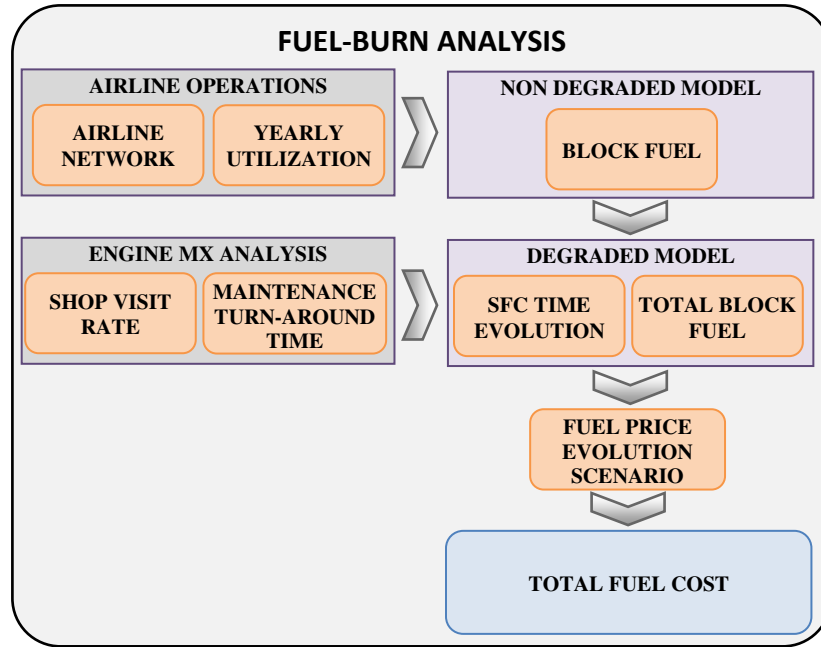 FUEL-BURN ANALYSIS
AIRLINE OPERATIONS
AIRLINE
NETWORK
YEARLY
UTILIZATION
NON DEGRADED MODEL
BLOCK FUEL
ENGINE MX ANALYSIS
SHOP VISIT
RATE
MAINTENANCE
TURN-AROUND
TIME
DEGRADED MODEL
SFC TIME
EVOLUTION
TOTAL BLOCK
FUEL
FUEL PRICE
EVOLUTION
SCENARIO
TOTAL FUEL COST